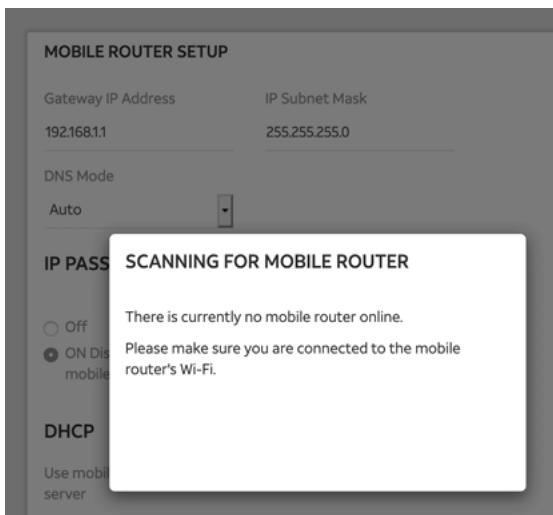 MOBILE ROUTER SETUP
Gateway IP Address IP Subnet Mask
192.168.1.1 255.255.255.0
DNS Mode
Auto
IP PASS
Off
ON Dis
mobile
SCANNING FOR MOBILE ROUTER
There is currently no mobile router online.
Please make sure you are connected to the mobile
router's Wi-Fi.
DHCP
Use mobil
server